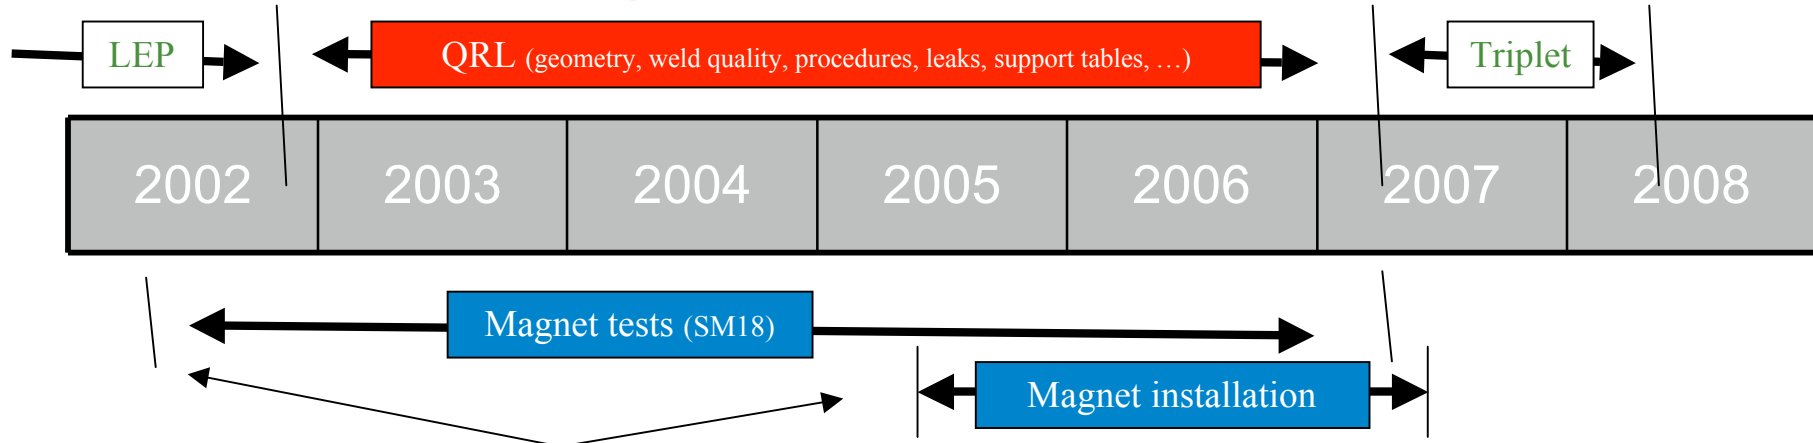 LEP
QRL (geometry, weld quality, procedures, leaks, support tables, …)
Triplet
2002 2003 2004 2005 2006 2007 2008
Magnet tests (SM18)
Magnet installation